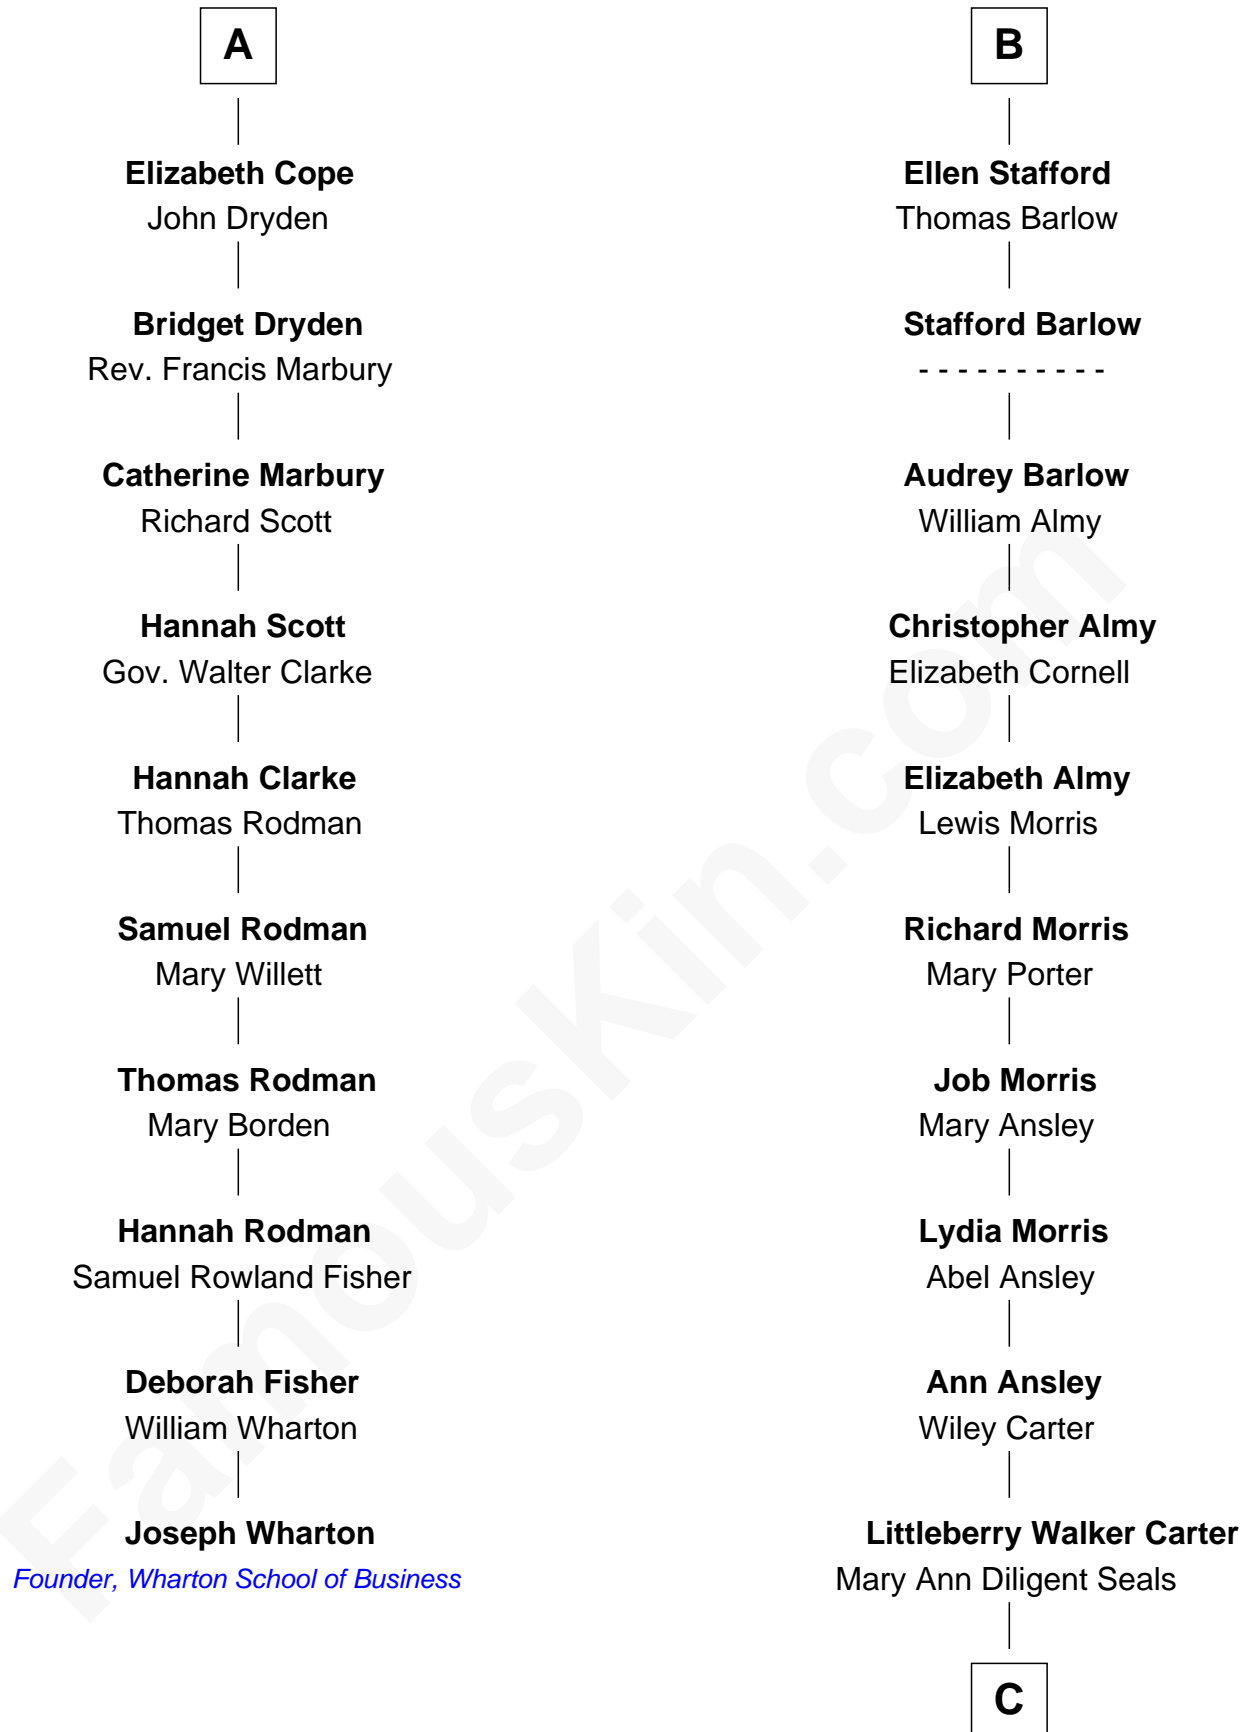 A
Elizabeth Cope
John Dryden
Bridget Dryden
Rev. Francis Marbury
Catherine Marbury
Richard Scott
Hannah Scott
Gov. Walter Clarke
Hannah Clarke
Thomas Rodman
Samuel Rodman
Mary Willett
Thomas Rodman
Mary Borden
Hannah Rodman
Samuel Rowland Fisher
Deborah Fisher
William Wharton
Joseph Wharton
Founder, Wharton School of Business
B
Ellen Stafford
Thomas Barlow
Stafford Barlow
- - - - - - - - - -
Audrey Barlow
William Almy
Christopher Almy
Elizabeth Cornell
Elizabeth Almy
Lewis Morris
Richard Morris
Mary Porter
Job Morris
Mary Ansley
Lydia Morris
Abel Ansley
Ann Ansley
Wiley Carter
Littleberry Walker Carter
Mary Ann Diligent Seals
C
FamousKin.com